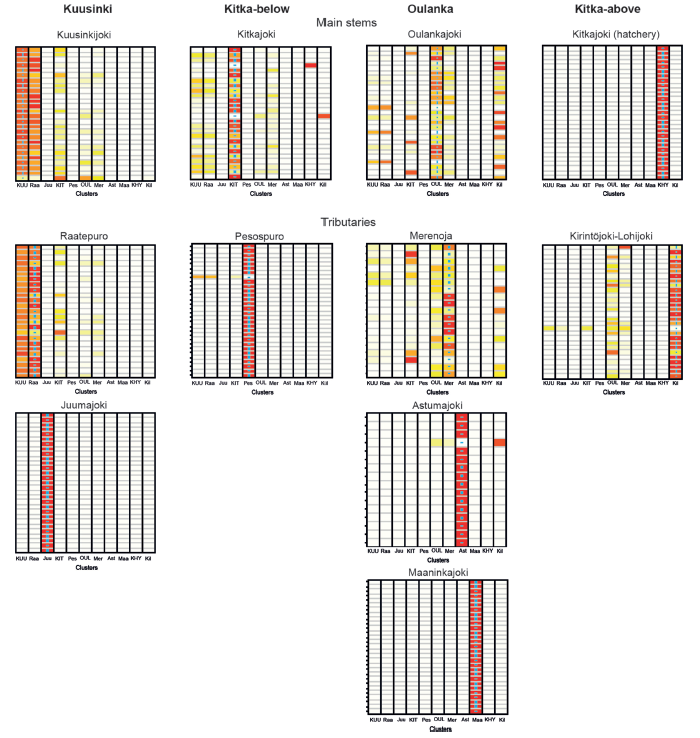 Kuusinki Kitka-below Oulanka Kitka-above
Main stems
Kuusinkijoki Kitkajoki Oulankajoki Kitkajoki (hatchery)
KUU Raa Juu KIT Pes OUL Mer Ast Maa KHY Kil
Clusters
KUU Raa Juu KIT Pes OUL Mer Ast Maa KHY Kil
Clusters
KUU Raa Juu KIT Pes OUL Mer Ast Maa KHY Kil
Clusters
KUU Raa Juu KIT Pes OUL Mer Ast Maa KHY Kil
Clusters
Tributaries
Raatepuro Pesospuro Merenoja Kirintöjoki-Lohijoki
KUU Raa Juu KIT Pes OUL Mer Ast Maa KHY Kil
Clusters
KUU Raa Juu KIT Pes OUL Mer Ast Maa KHY Kil
Clusters
KUU Raa Juu KIT Pes OUL Mer Ast Maa KHY Kil
Clusters
KUU Raa Juu KIT Pes OUL Mer Ast Maa KHY Kil
Clusters
Juumajoki Astumajoki
KUU Raa Juu KIT Pes OUL Mer Ast Maa KHY Kil
Clusters
KUU Raa Juu KIT Pes OUL Mer Ast Maa KHY Kil
Clusters
Maaninkajoki
KUU Raa Juu KIT Pes OUL Mer Ast Maa KHY Kil
Clusters